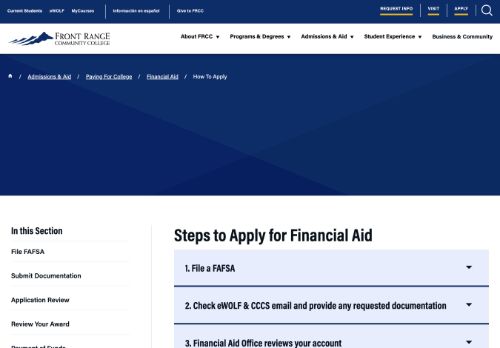 Current Students eWOLF MyCourses Información en español Give to FRCC REQUEST INFO VISIT APPLY
FRONT RANGE
COMMUNITY COLLEGE
About FRCC Programs & Degrees Admissions & Aid Student Experience Business & Community
/ Admissions & Aid / Paying For College / Financial Aid / How To Apply
In this Section
File FAFSA
Submit Documentation
Application Review
Review Your Award
Payment of Funds
Steps to Apply for Financial Aid
1. File a FAFSA
2. Check eWOLF & CCCS email and provide any requested documentation
3. Financial Aid Office reviews your account